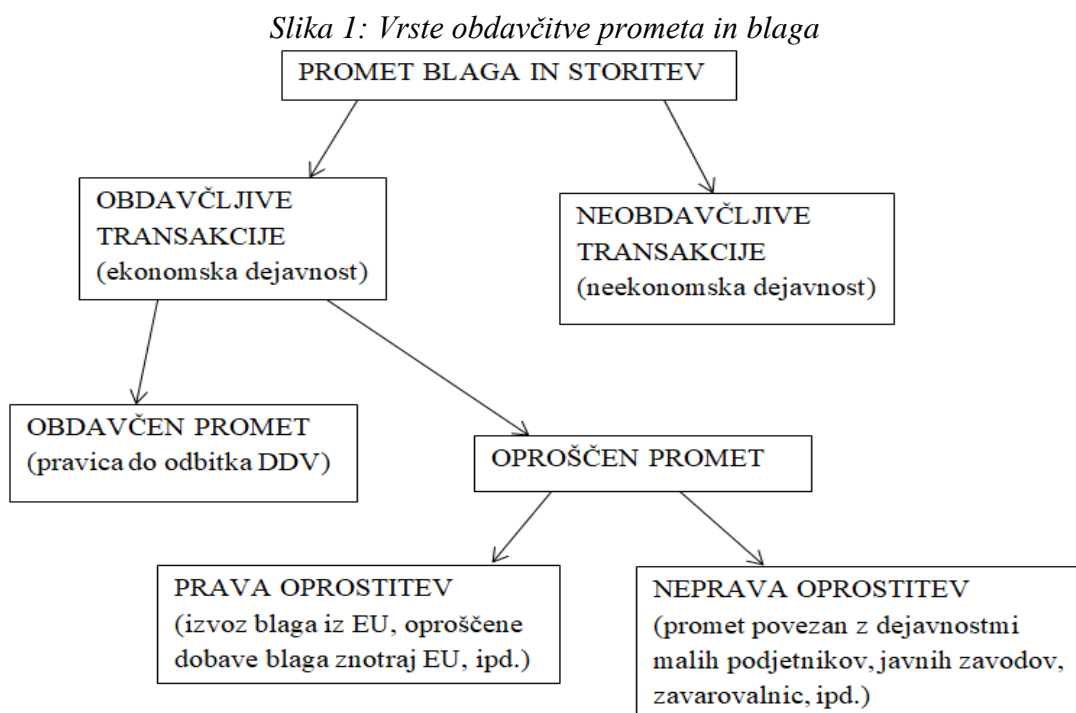 Slika 1: Vrste obdavčitve prometa in blaga
PROMET BLAGA IN STORITEV
OBDAVČLJIVE
TRANSAKCIJE
(ekonomska dejavnost)
NEOBDAVČLJIVE
TRANSAKCIJE
(neekonomska dejavnost)
OBDAVČEN PROMET
(pravica do odbitka DDV)
OPROŠČEN PROMET
PRAVA OPROSTITEV
(izvoz blaga iz EU, oproščene
dobave blaga znotraj EU, ipd.)
NEPRAVA OPROSTITEV
(promet povezan z dejavnostmi
malih podjetnikov, javnih zavodov,
zavarovalnic, ipd.)